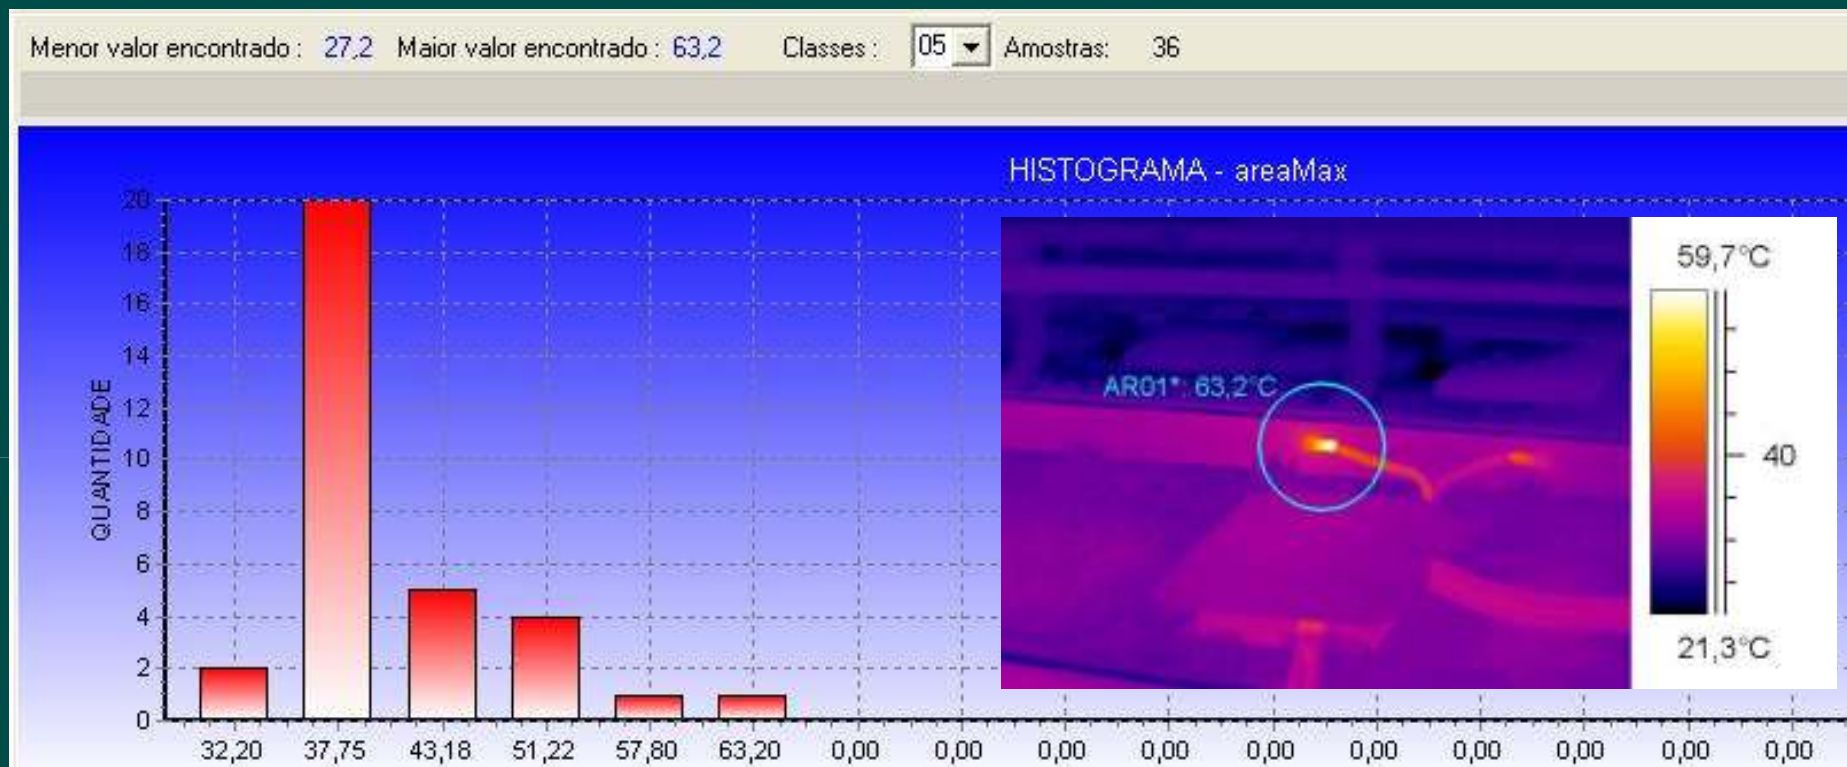 Menor valor encontrado : 27,2 Maior valor encontrado : 63,2 Classes : 05 Amostras: 36
HISTOGRAMA - areaMax
QUANTIDADE
20
18
16
14
12
10
8
6
4
2
0
32,20 37,75 43,18 51,22 57,80 63,20 0,00 0,00 0,00 0,00 0,00 0,00 0,00 0,00 0,00 0,00
59,7°C
AR01*: 63,2°C
40
21,3°C